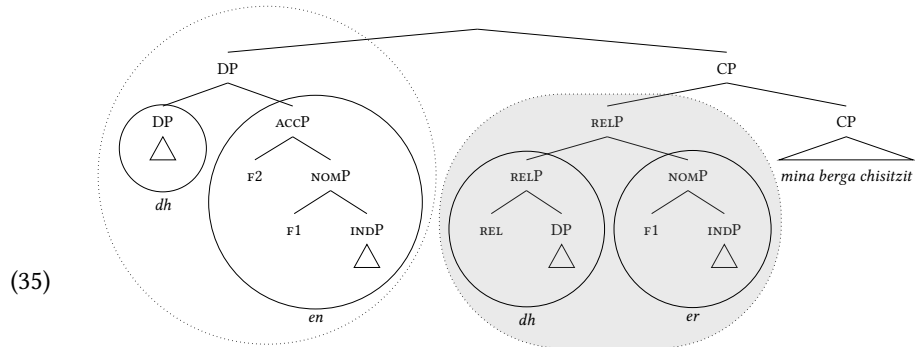 DP CP
DP ACCP RELP CP
F2 NOMP RELP NOMP mina berga chisitzit
dh
F1 INDP REL DP F1 INDP
(35)
en dh er